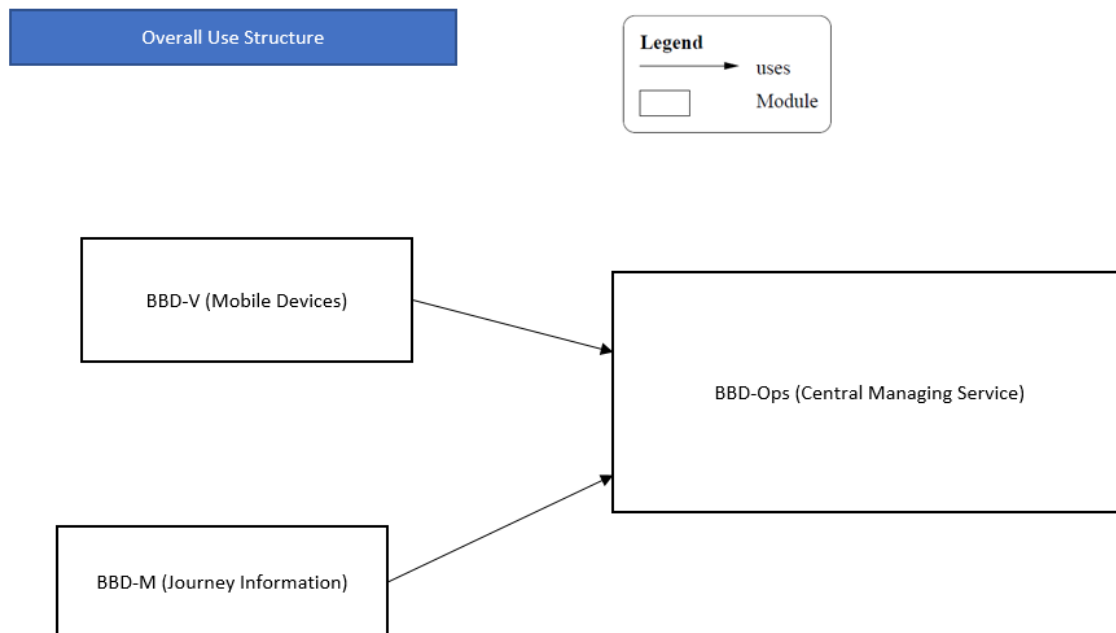 Overall Use Structure
Legend
uses
Module
BBD-V (Mobile Devices)
BBD-Ops (Central Managing Service)
BBD-M (Journey Information)